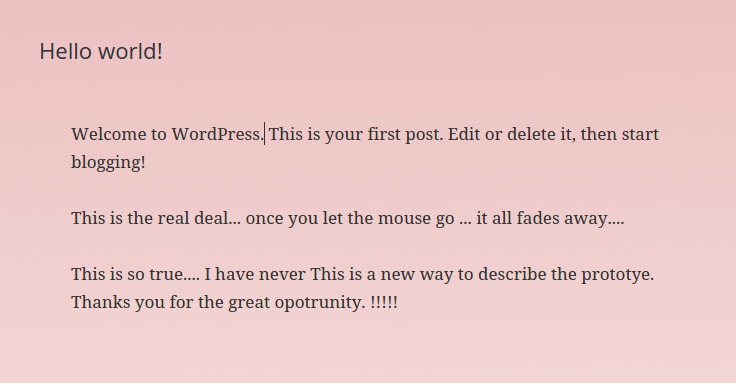 Hello world!
Welcome to WordPress. This is your first post. Edit or delete it, then start
blogging!
This is the real deal... once you let the mouse go ... it all fades away....
This is so true.... I have never This is a new way to describe the prototye.
Thanks you for the great opotrunity. !!!!!